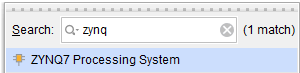 Search: zynq (1 match)
ZYNQ7 Processing System